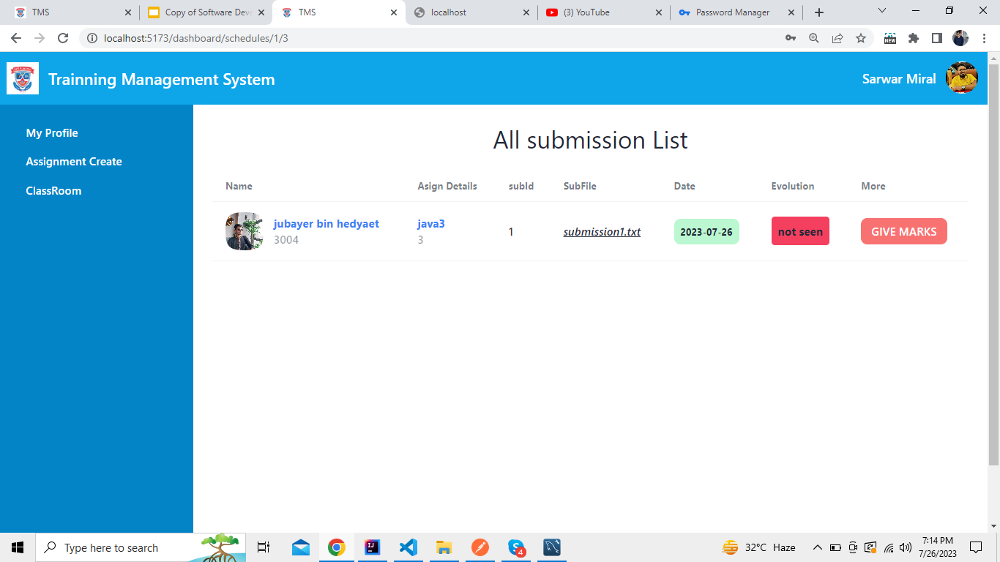 TMS
Copy of Software Deve
TMS
localhost
(3) YouTube
Password Manager
localhost:5173/dashboard/schedules/1/3
NEW
Trainning Management System
Sarwar Miral
My Profile
Assignment Create
ClassRoom
All submission List
Name Asign Details subId SubFile Date Evolution More
jubayer bin hedyaet java3
3004 3
1 submission1.txt 2023-07-26 not seen GIVE MARKS
Type here to search
4
32°C Haze
7:14 PM
7/26/2023